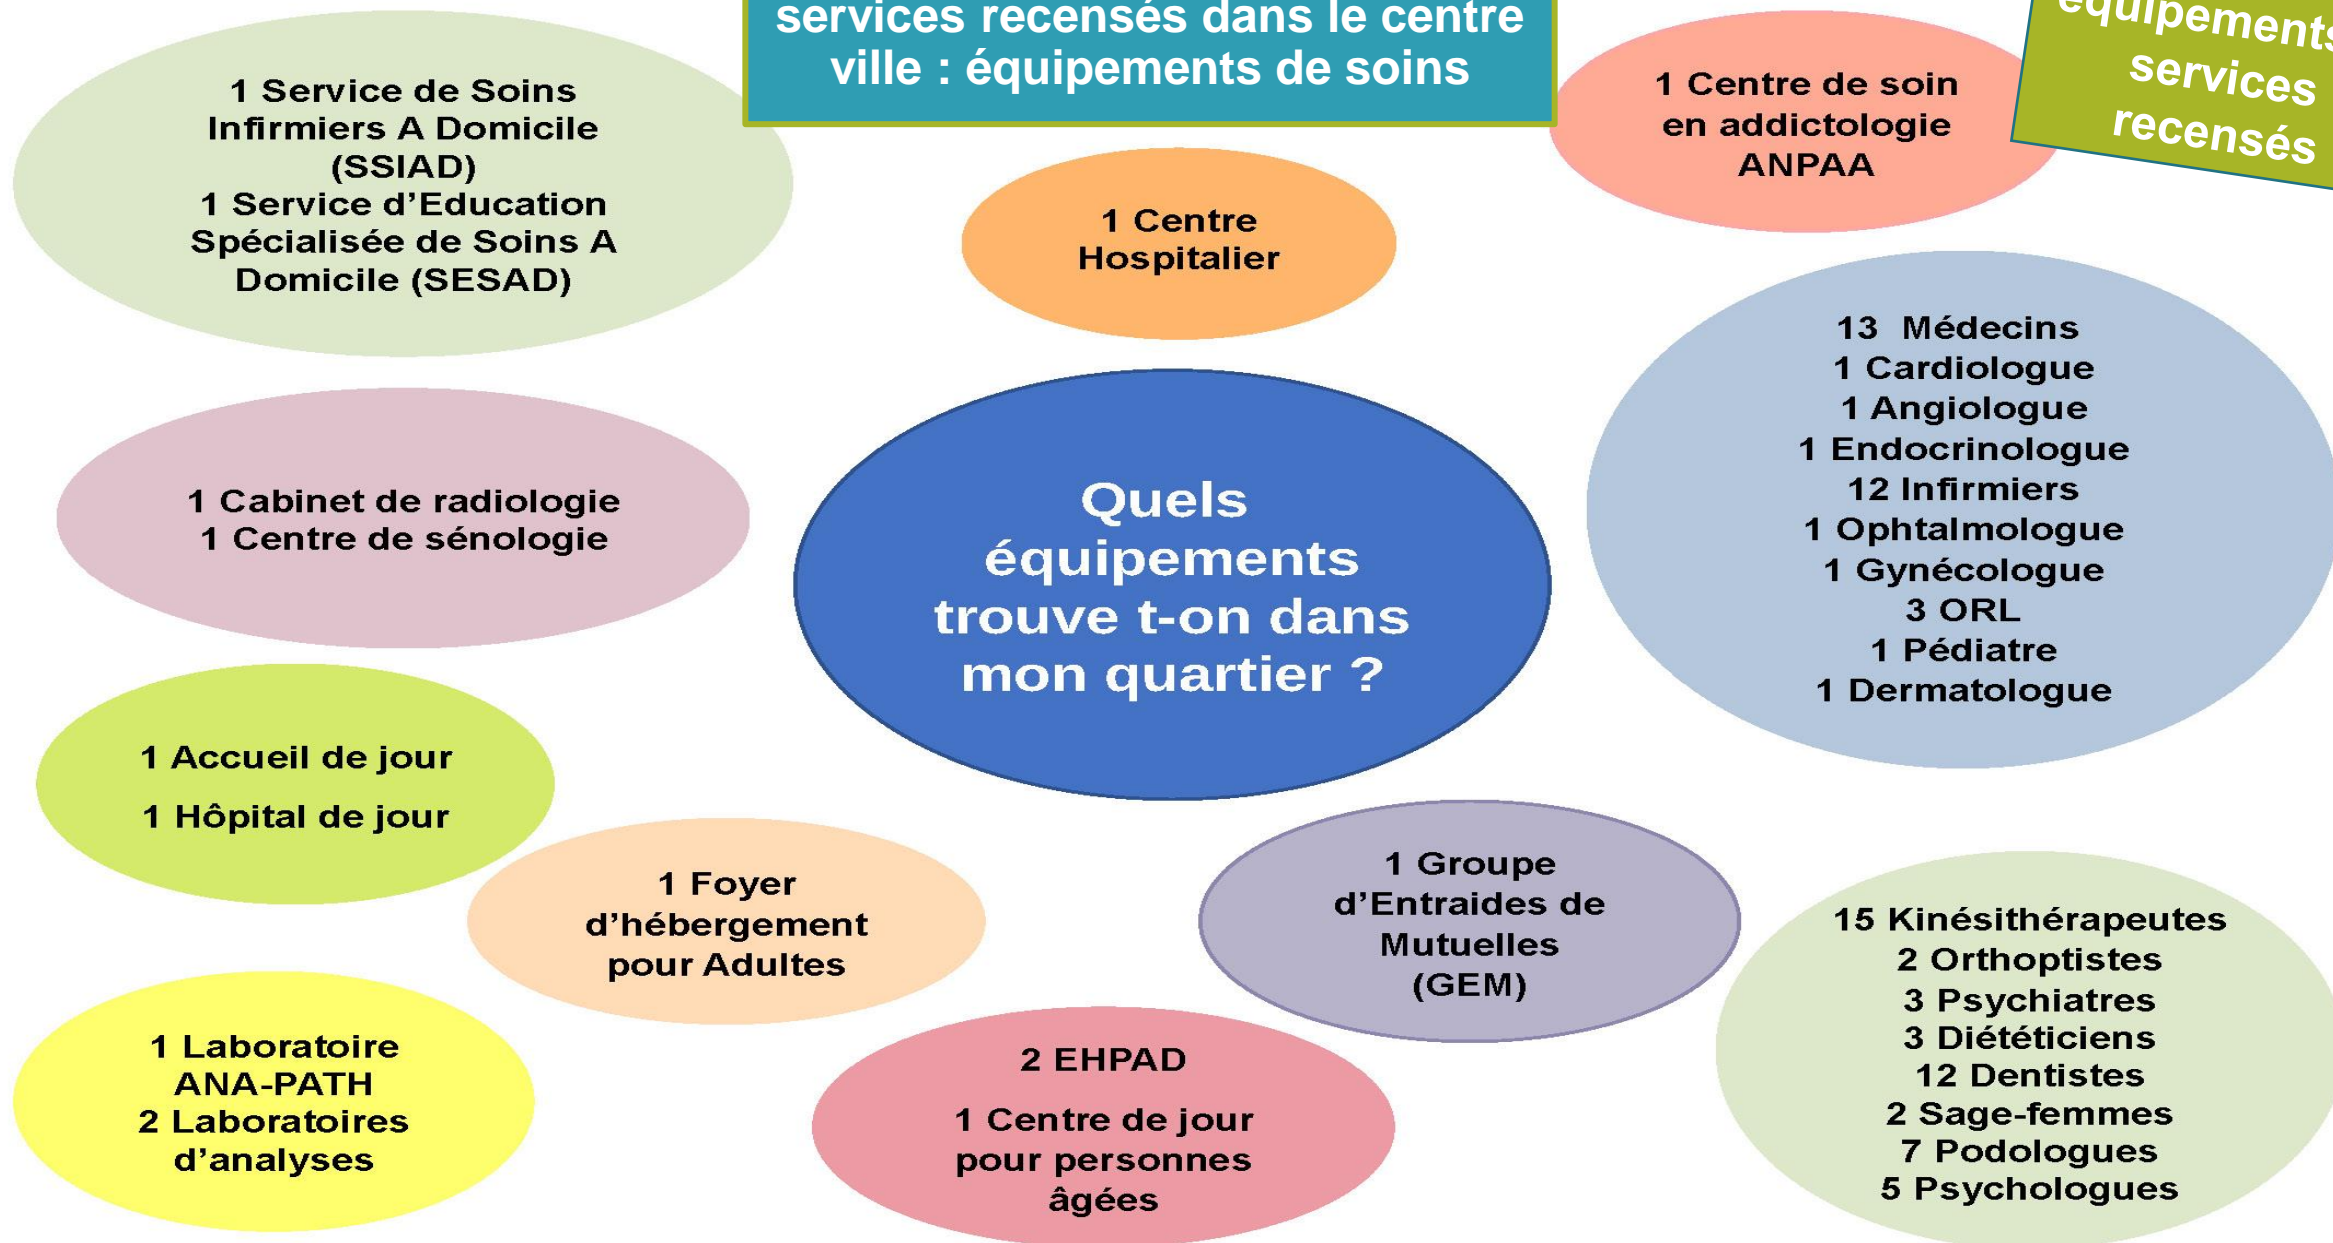 services recensés dans le centre
ville : équipements de soins
équipements
services
recensés
1 Service de Soins
Infirmiers A Domicile
(SSIAD)
1 Service d’Education
Spécialisée de Soins A
Domicile (SESAD)
1 Centre
Hospitalier
1 Centre de soin
en addictologie
ANPAA
13 Médecins
1 Cardiologue
1 Angiologue
1 Endocrinologue
12 Infirmiers
1 Ophtalmologue
1 Gynécologue
3 ORL
1 Pédiatre
1 Dermatologue
1 Cabinet de radiologie
1 Centre de sénologie
Quels
équipements
trouve t-on dans
mon quartier ?
1 Accueil de jour
1 Hôpital de jour
1 Foyer
d’hébergement
pour Adultes
1 Groupe
d’Entraides de
Mutuelles
(GEM)
15 Kinésithérapeutes
2 Orthoptistes
3 Psychiatres
3 Diététiciens
12 Dentistes
2 Sage-femmes
7 Podologues
5 Psychologues
1 Laboratoire
ANA-PATH
2 Laboratoires
d’analyses
2 EHPAD
1 Centre de jour
pour personnes
âgées